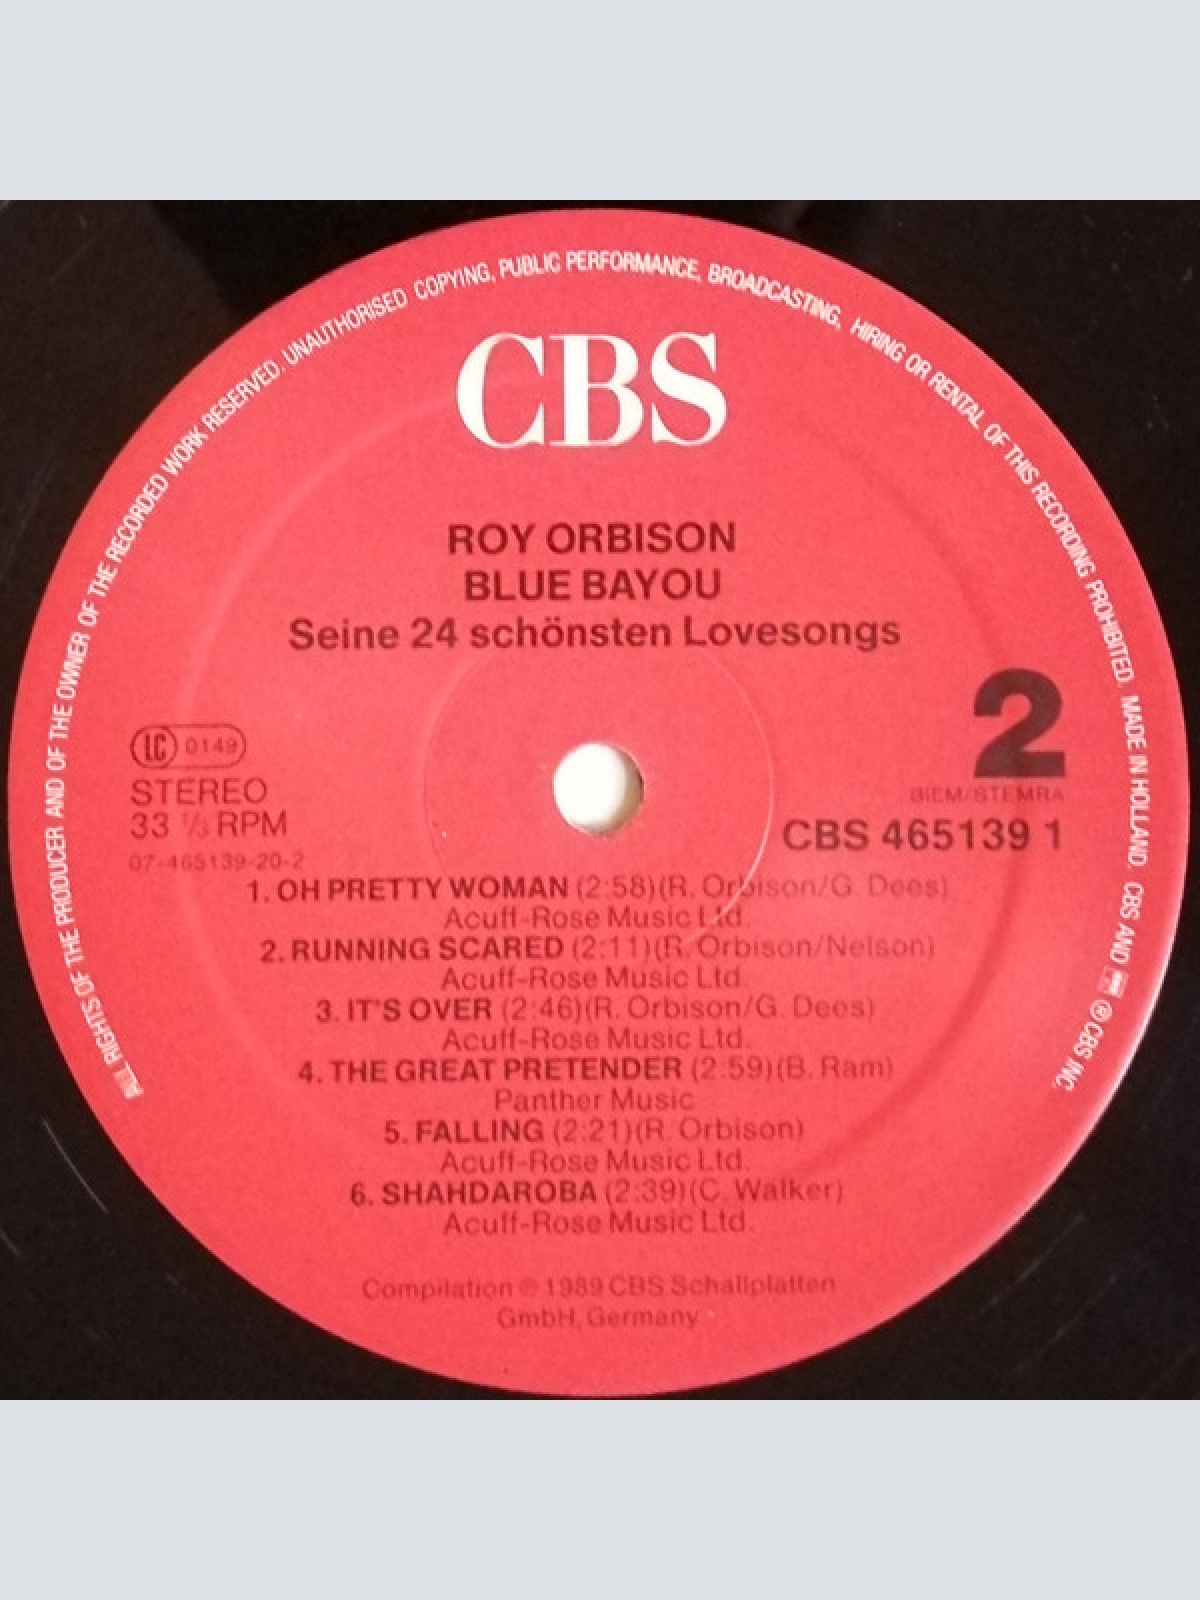 ALL RIGHTS OF THE PRODUCER AND OF THE OWNER OF THE RECORDED WORK RESERVED. UNAUTHORISED COPYING, PUBLIC PERFORMANCE, BROADCASTING, HIRING OR RENTAL OF THIS RECORDING PROHIBITED. MADE IN HOLLAND. CBS AND ℗ CBS INC.
CBS
ROY ORBISON
BLUE BAYOU
Seine 24 schönsten Lovesongs
2
LC 0149
STEREO
BIEM/STEMRA
33 1/3 RPM
CBS 465139 1
07-465139-20-2
1. OH PRETTY WOMAN (2:58)(R. Orbison/G. Dees)
Acuff-Rose Music Ltd.
2. RUNNING SCARED (2:11)(R. Orbison/Nelson)
Acuff-Rose Music Ltd.
3. IT'S OVER (2:46)(R. Orbison/G. Dees)
Acuff-Rose Music Ltd.
4. THE GREAT PRETENDER (2:59)(B. Ram)
Panther Music
5. FALLING (2:21)(R. Orbison)
Acuff-Rose Music Ltd.
6. SHAHDAROBA (2:39)(C. Walker)
Acuff-Rose Music Ltd.
Compilation ℗ 1989 CBS Schallplatten
GmbH, Germany